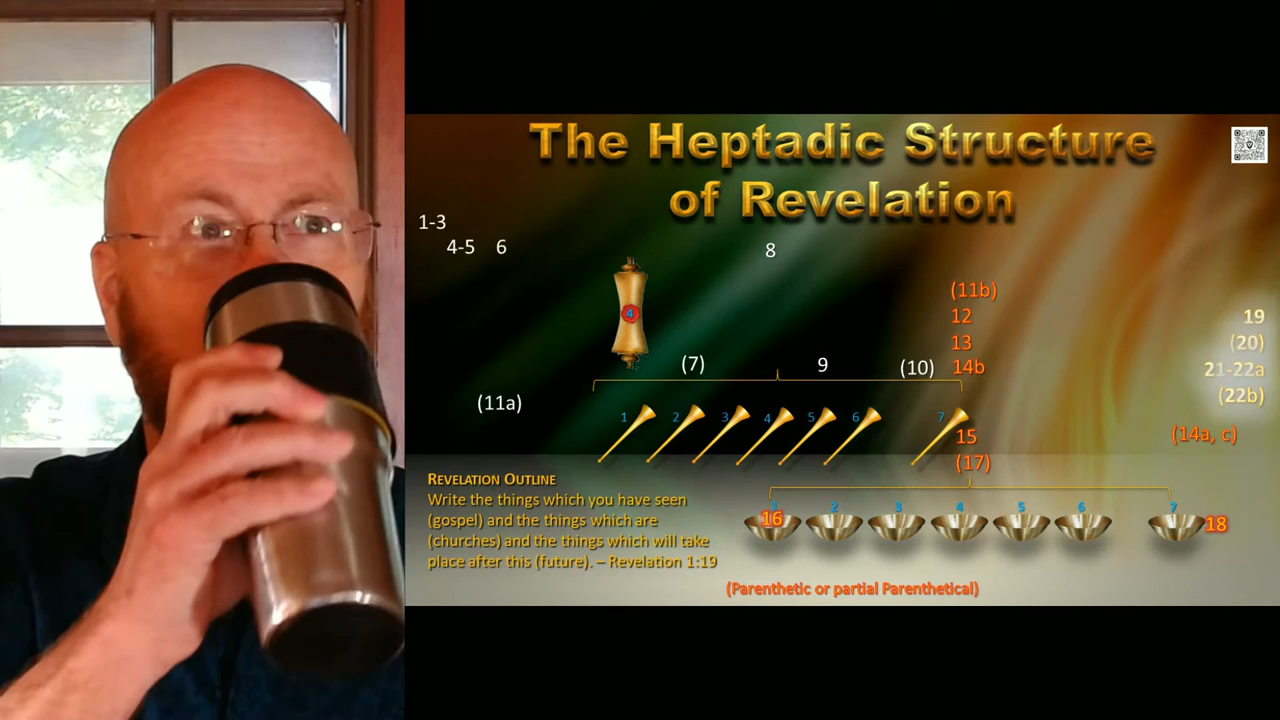 The Heptadic Structure
of Revelation
1-3
4-5 6
8
4
(11b)
12
13
14b
19
(20)
21-22a
(22b)
(7)
9
(10)
(11a)
1 2 3 4 5 6 7
15
(17)
(14a, c)
REVELATION OUTLINE
Write the things which you have seen
(gospel) and the things which are
(churches) and the things which will take
place after this (future). – Revelation 1:19
1 2 3 4 5 6 7
16
18
(Parenthetic or partial Parenthetical)